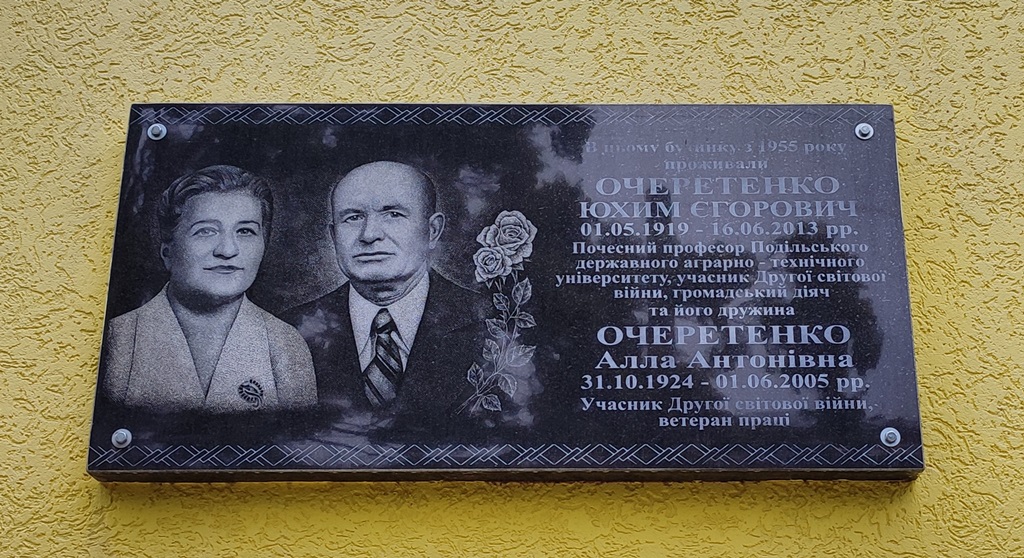 В цьому будинку з 1955 року
проживали
ОЧЕРЕТЕНКО
ЮХИМ ЄГОРОВИЧ
01.05.1919 - 16.06.2013 рр.
Почесний професор Подільського
державного аграрно - технічного
університету, учасник Другої світової
війни, громадський діяч
та його дружина
ОЧЕРЕТЕНКО
Алла Антонівна
31.10.1924 - 01.06.2005 рр.
Учасник Другої світової війни,
ветеран праці